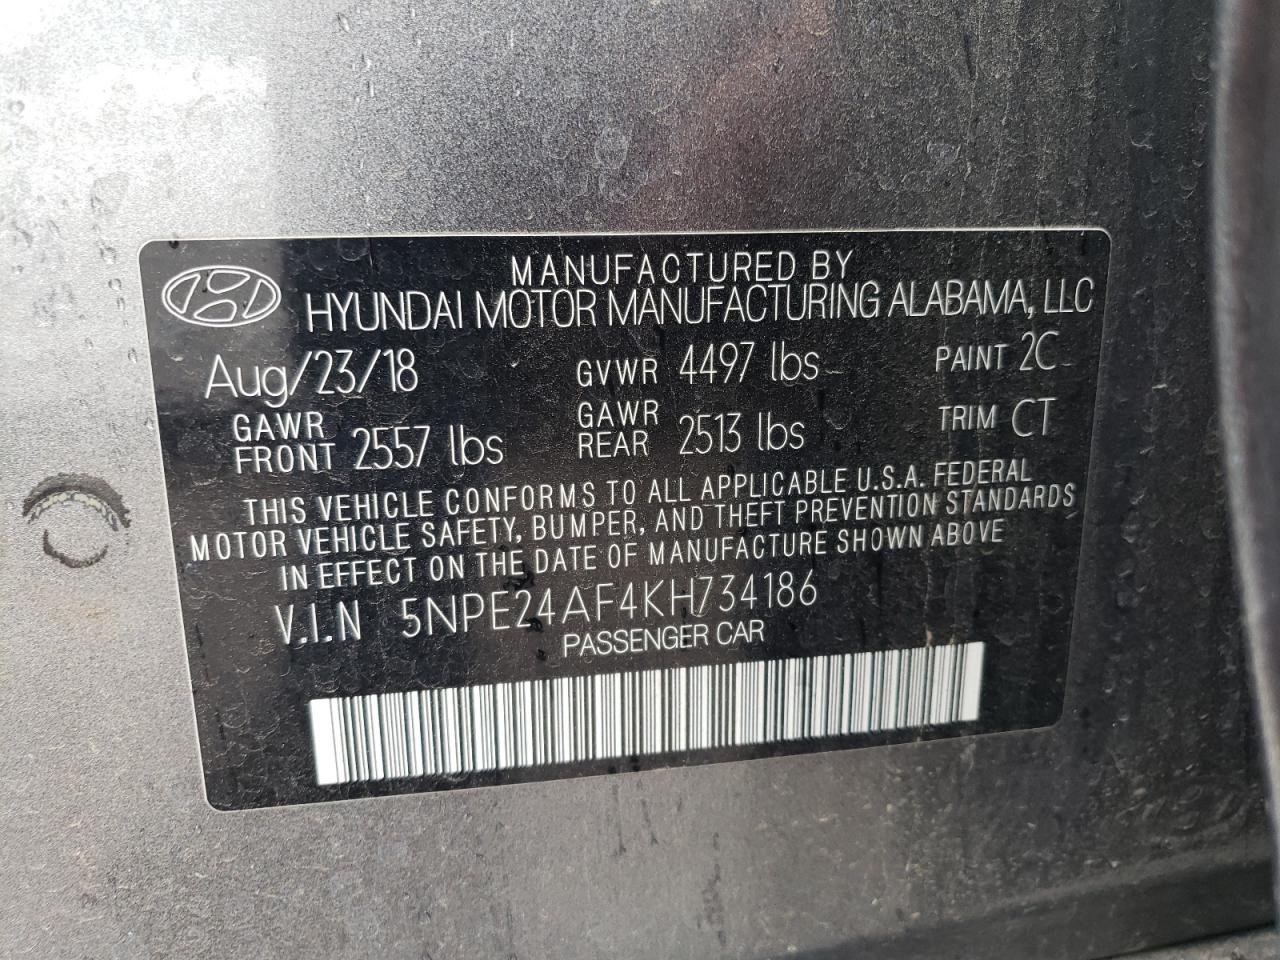 MANUFACTURED BY
HYUNDAI MOTOR MANUFACTURING ALABAMA, LLC
Aug/23/18 GVWR 4497 lbs PAINT 2C
GAWR FRONT 2557 lbs GAWR REAR 2513 lbs TRIM CT
THIS VEHICLE CONFORMS TO ALL APPLICABLE U.S.A. FEDERAL
MOTOR VEHICLE SAFETY, BUMPER, AND THEFT PREVENTION STANDARDS
IN EFFECT ON THE DATE OF MANUFACTURE SHOWN ABOVE
V.I.N 5NPE24AF4KH734186
PASSENGER CAR